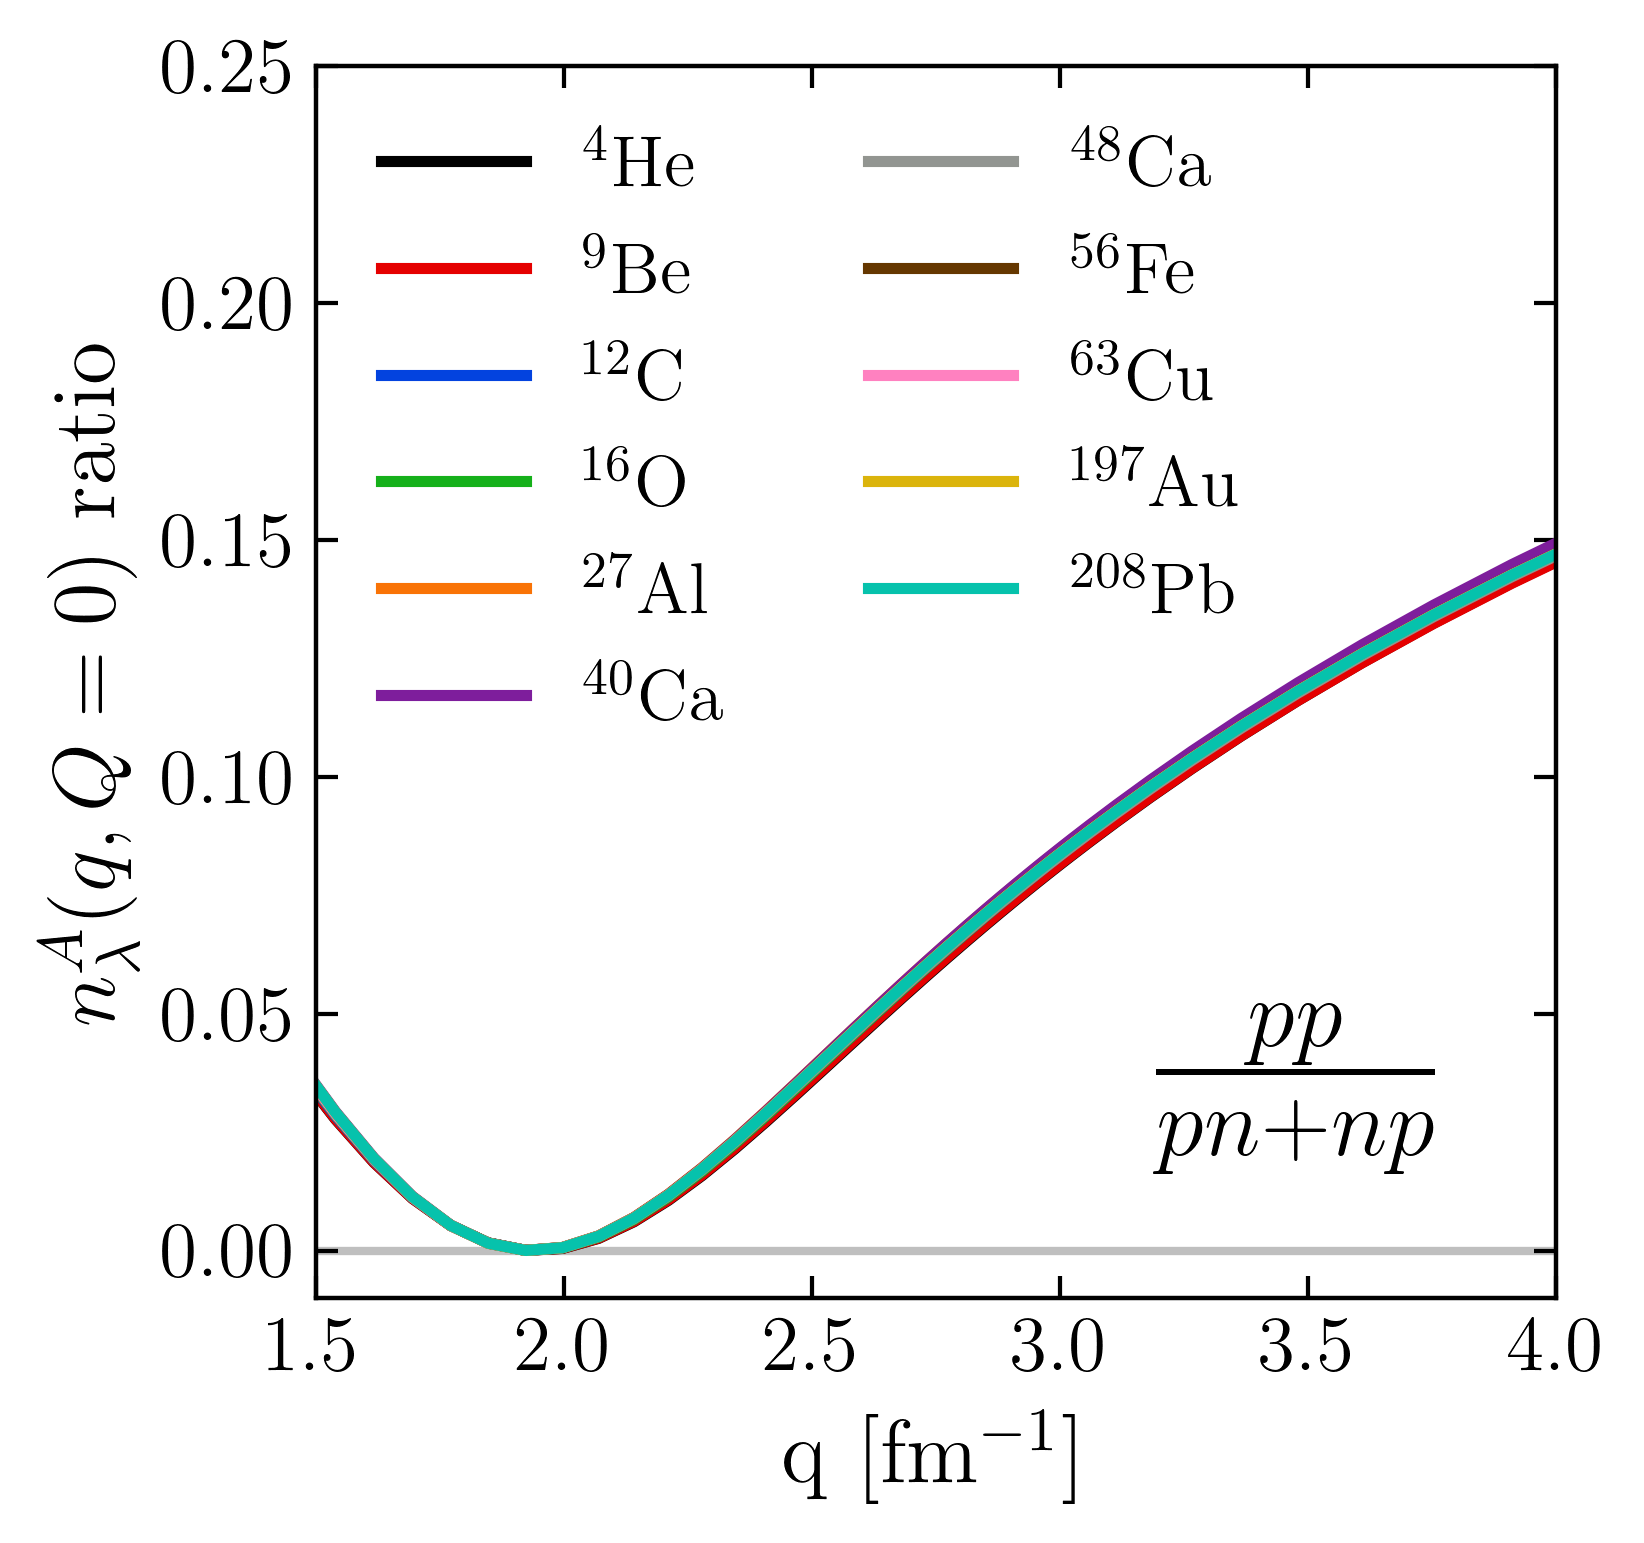 0.25
0.20
0.15
0.10
0.05
0.00
1.5 2.0 2.5 3.0 3.5 4.0
q [fm⁻¹]
n_λ^A(q, Q = 0) ratio
⁴He
⁹Be
¹²C
¹⁶O
²⁷Al
⁴⁰Ca
⁴⁸Ca
⁵⁶Fe
⁶³Cu
¹⁹⁷Au
²⁰⁸Pb
pp
pn+np